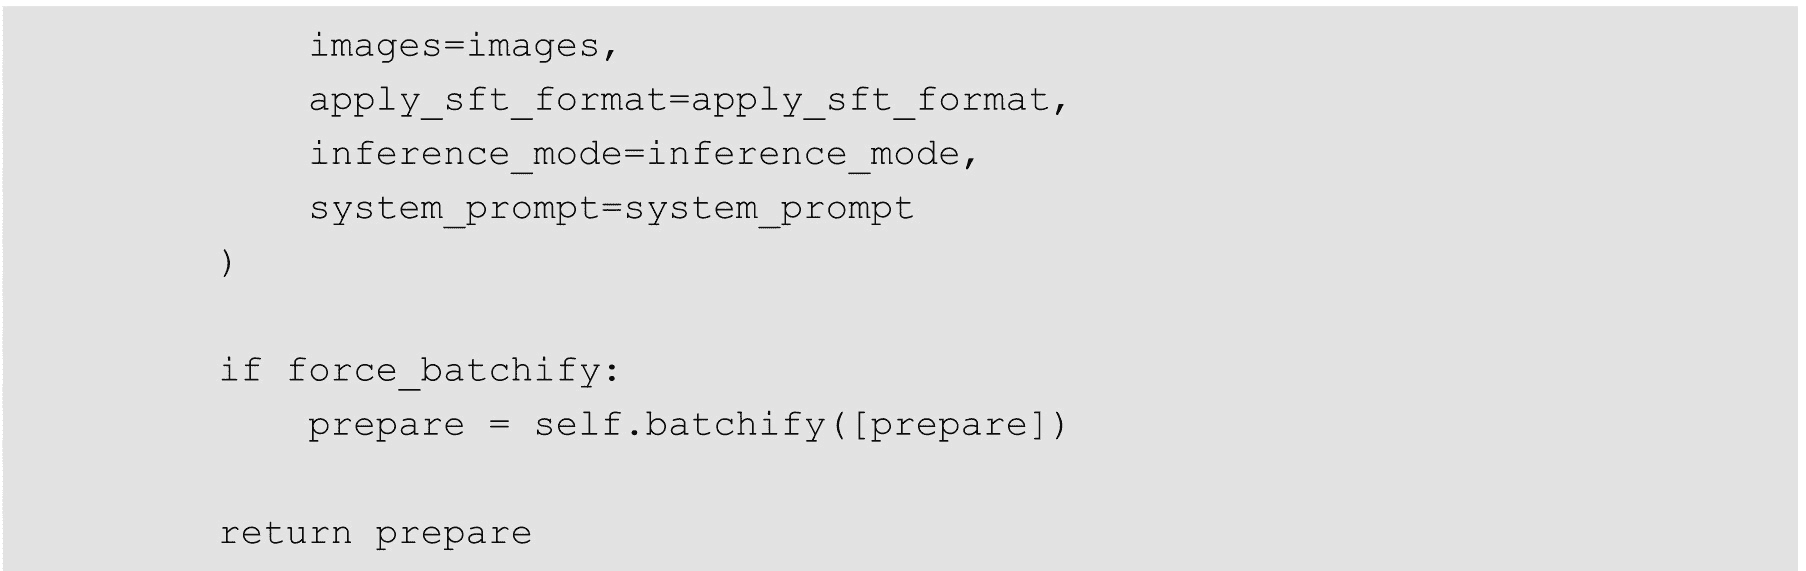 images=images,
apply_sft_format=apply_sft_format,
inference_mode=inference_mode,
system_prompt=system_prompt
)
if force_batchify:
prepare = self.batchify([prepare])
return prepare